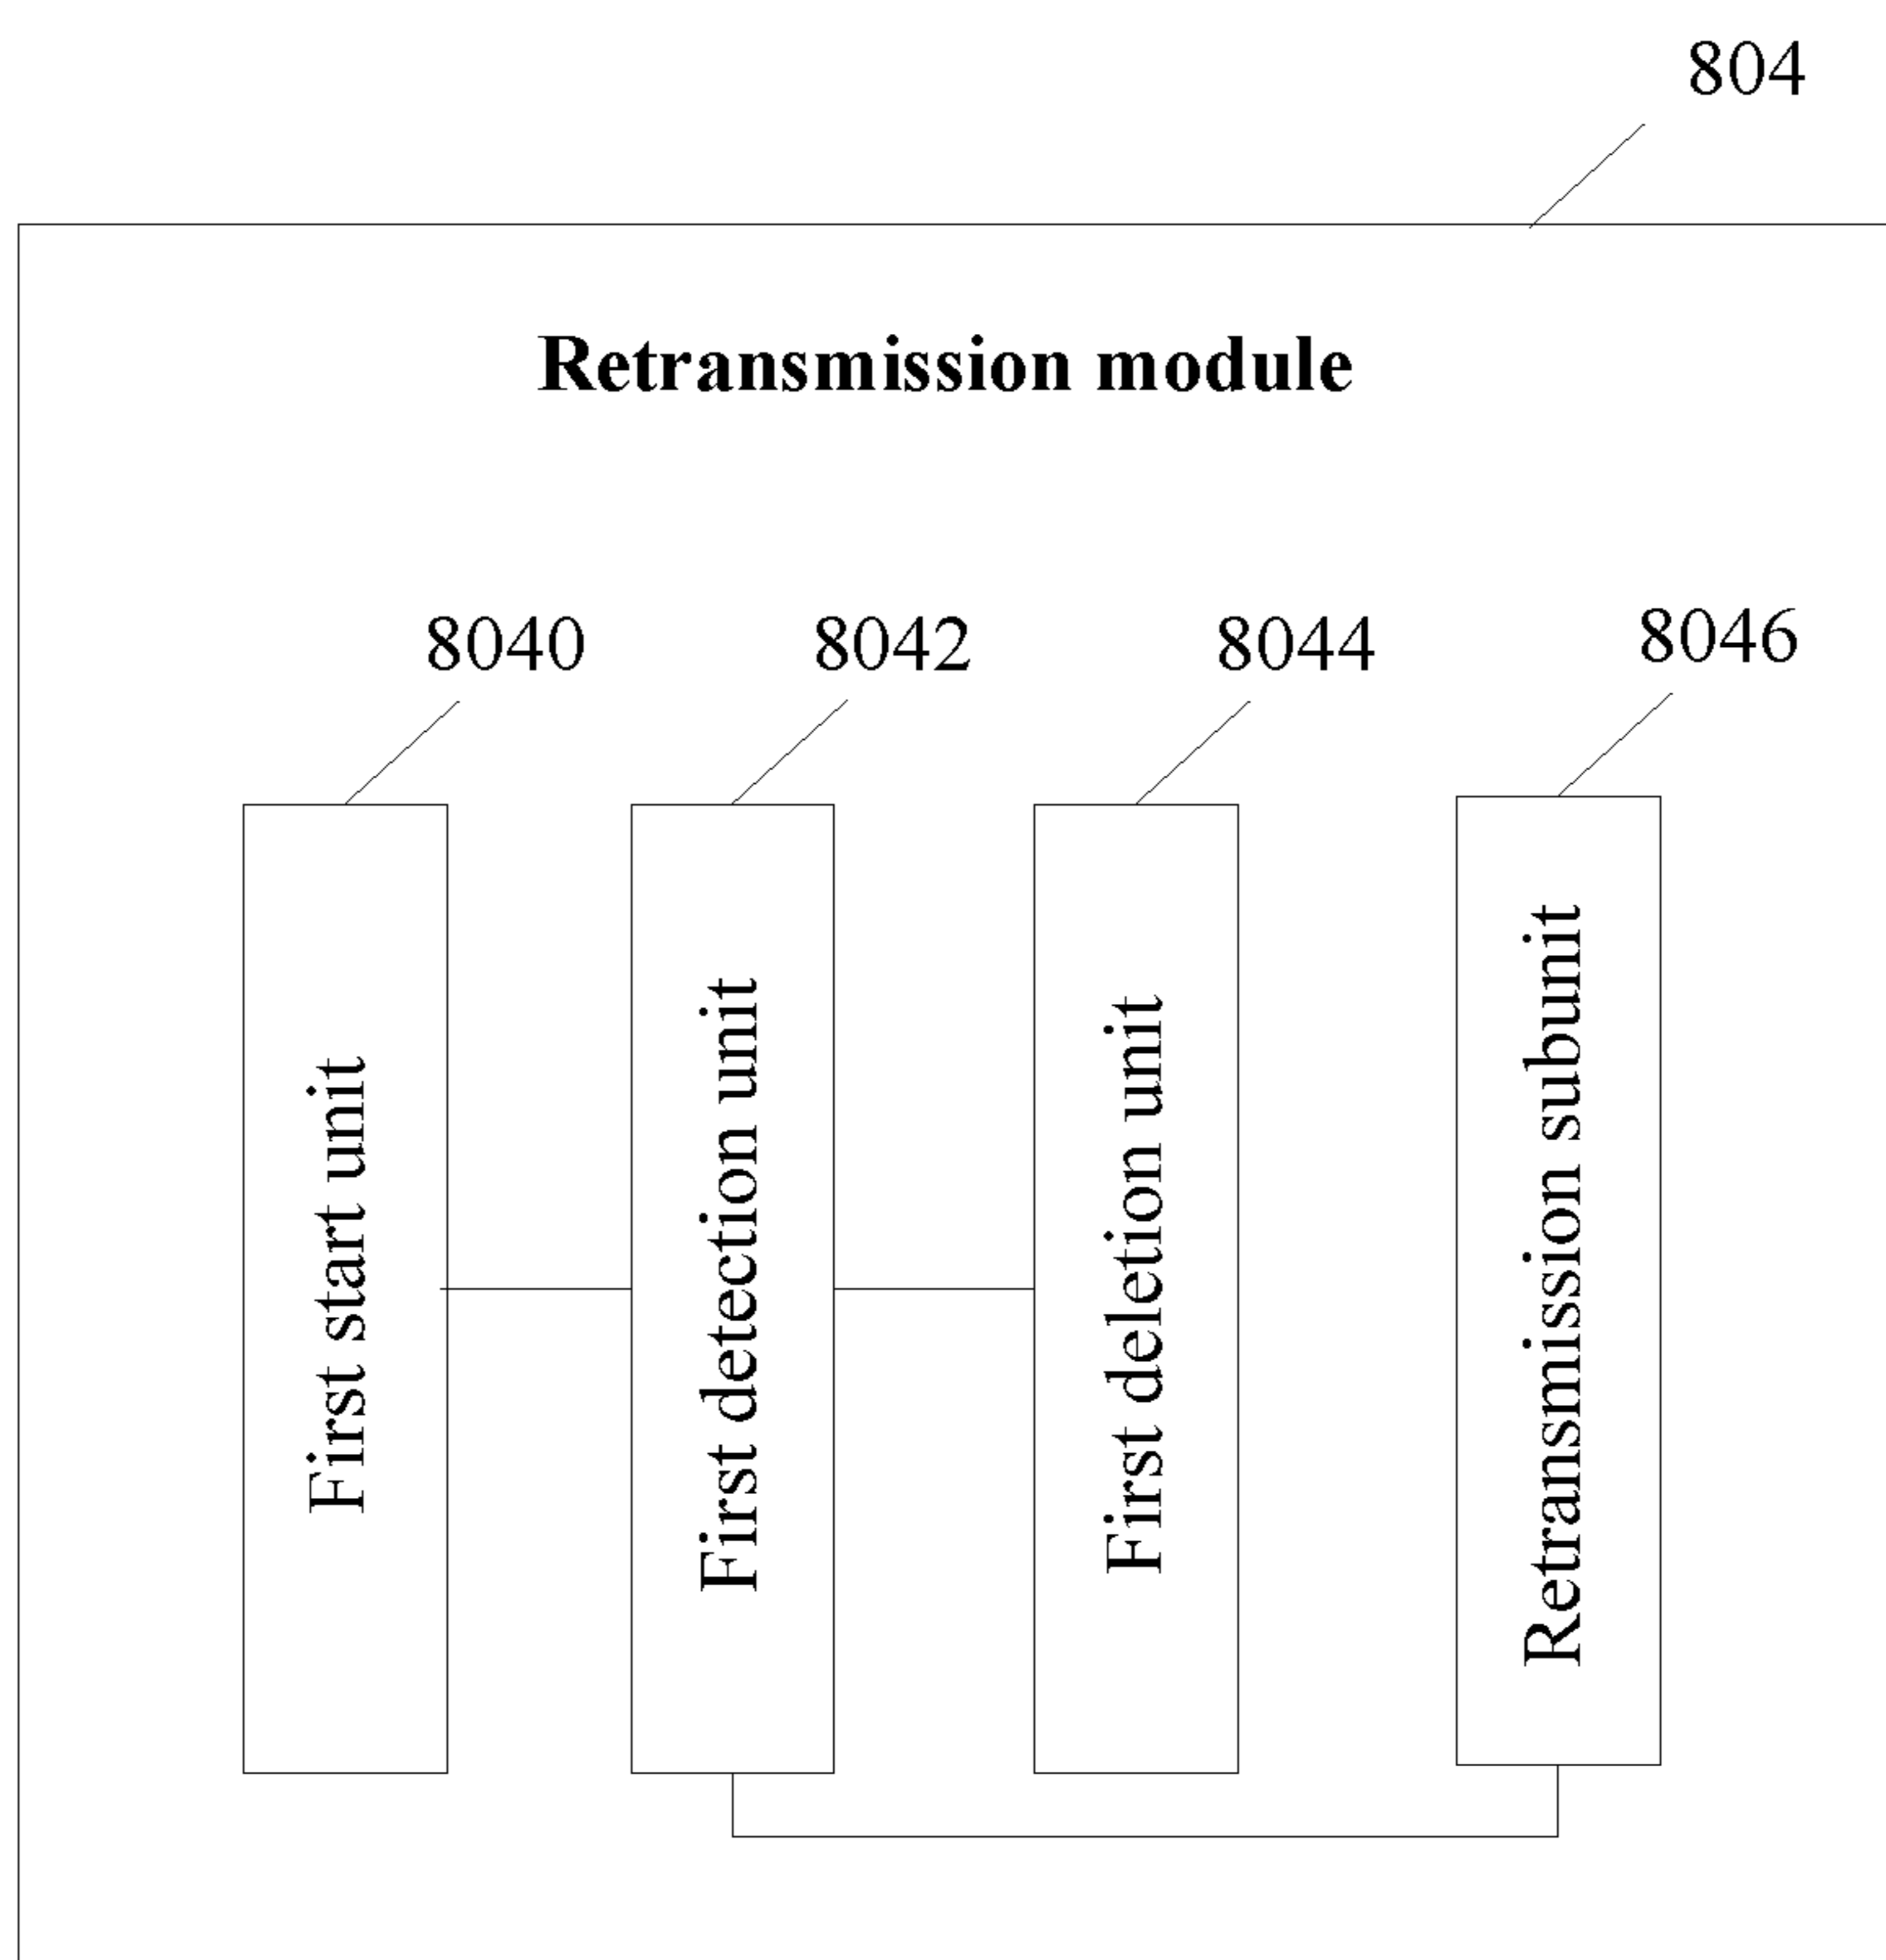 804
Retransmission module
8040
8042
8044
8046
First start unit
First detection unit
First deletion unit
Retransmission subunit